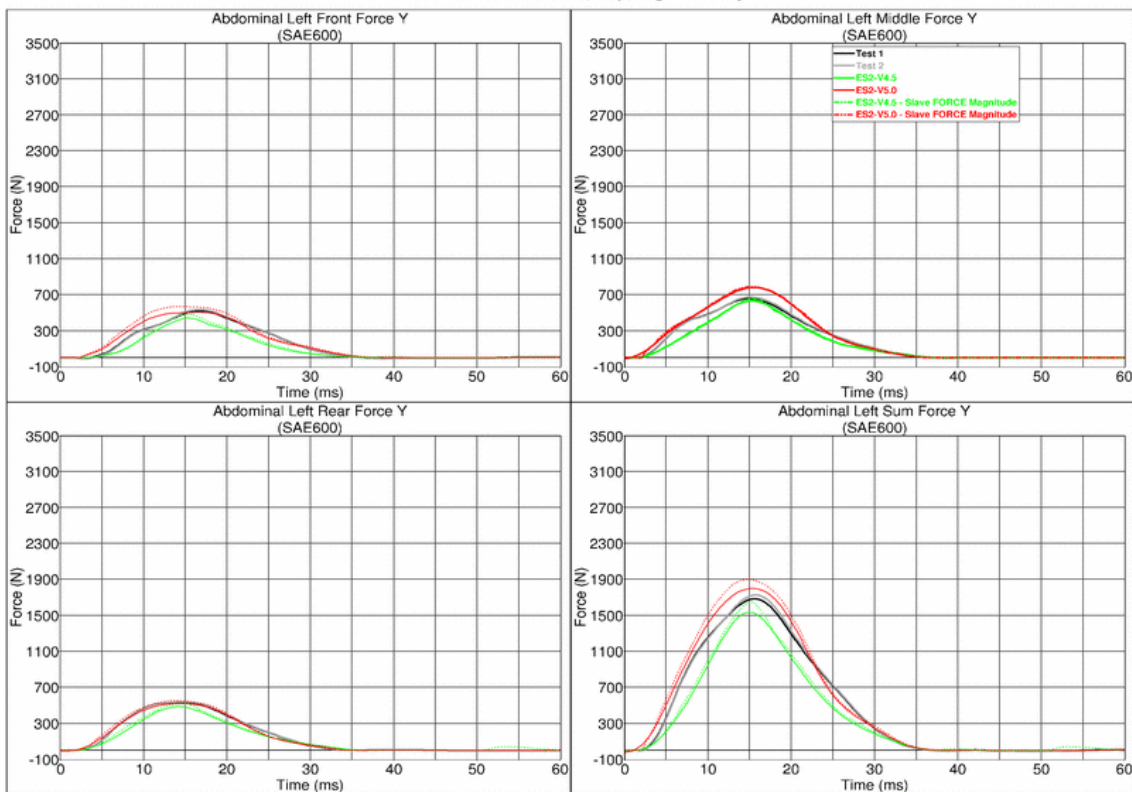 Abdominal Left Front Force Y
(SAE600)
3500
3100
2700
2300
1900
1500
1100
700
300
-100
Force (N)
0 10 20 30 40 50 60
Time (ms)
Abdominal Left Middle Force Y
(SAE600)
Test 1
Test 2
ES2-V4.5
ES2-V5.0
ES2-V4.5 - Slave FORCE Magnitude
ES2-V5.0 - Slave FORCE Magnitude
3500
3100
2700
2300
1900
1500
1100
700
300
-100
Force (N)
0 10 20 30 40 50 60
Time (ms)
Abdominal Left Rear Force Y
(SAE600)
3500
3100
2700
2300
1900
1500
1100
700
300
-100
Force (N)
0 10 20 30 40 50 60
Time (ms)
Abdominal Left Sum Force Y
(SAE600)
3500
3100
2700
2300
1900
1500
1100
700
300
-100
Force (N)
0 10 20 30 40 50 60
Time (ms)